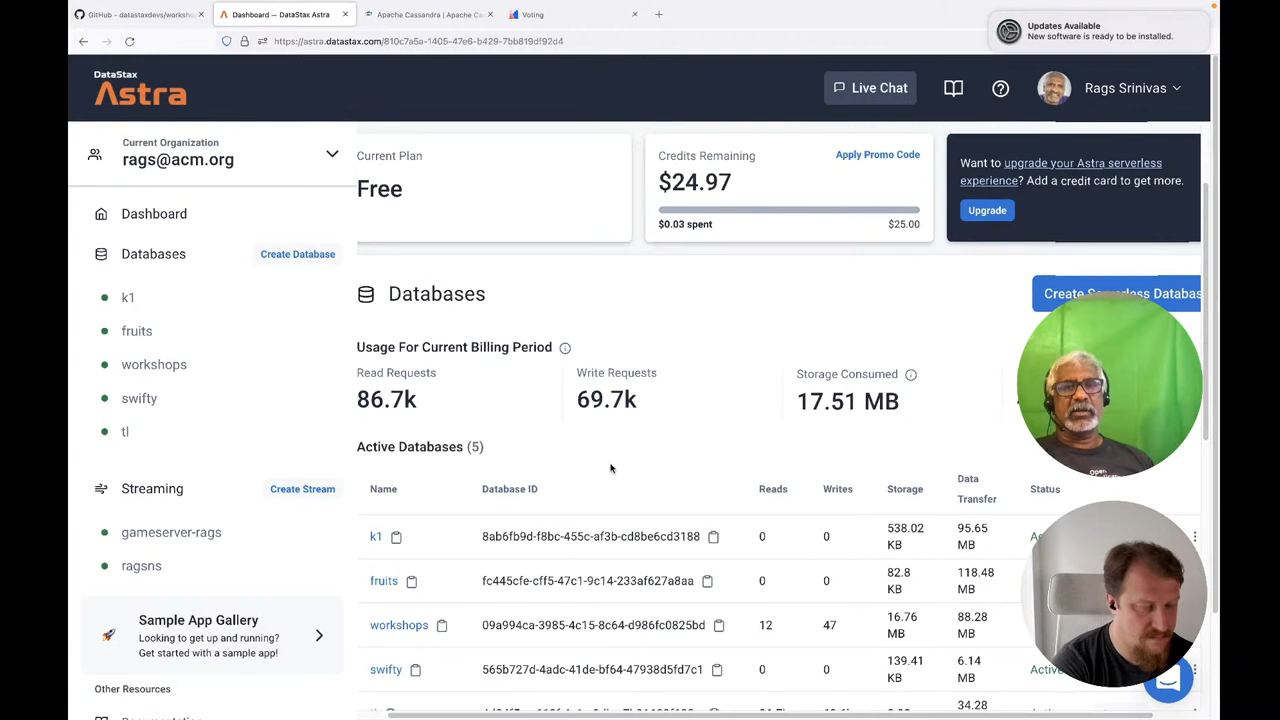 GitHub - datastaxdevs/worksho
Dashboard — DataStax Astra
Apache Cassandra | Apache Ca
Voting
https://astra.datastax.com/810c7a5a-1405-47e6-b429-7bb819df92d4
Updates Available
New software is ready to be installed.
DataStax
Astra
Live Chat
Rags Srinivas
Current Organization
rags@acm.org
Dashboard
Databases
Create Database
k1
fruits
workshops
swifty
tl
Streaming
Create Stream
gameserver-rags
ragsns
Sample App Gallery
Looking to get up and running?
Get started with a sample app!
Other Resources
Current Plan
Free
Credits Remaining
Apply Promo Code
$24.97
$0.03 spent
$25.00
Want to upgrade your Astra serverless
experience? Add a credit card to get more.
Upgrade
Databases
Create Serverless Databas
Usage For Current Billing Period
Read Requests
86.7k
Write Requests
69.7k
Storage Consumed
17.51 MB
Active Databases (5)
Name Database ID Reads Writes Storage Data Transfer Status
k1 8ab6fb9d-f8bc-455c-af3b-cd8be6cd3188 0 0 538.02 KB 95.65 MB
fruits fc445cfe-cff5-47c1-9c14-233af627a8aa 0 0 82.8 KB 118.48 MB
workshops 09a994ca-3985-4c15-8c64-d986fc0825bd 12 47 16.76 MB 88.28 MB
swifty 565b727d-4adc-41de-bf64-47938d5fd7c1 0 0 139.41 KB 6.14 MB Active
34.28